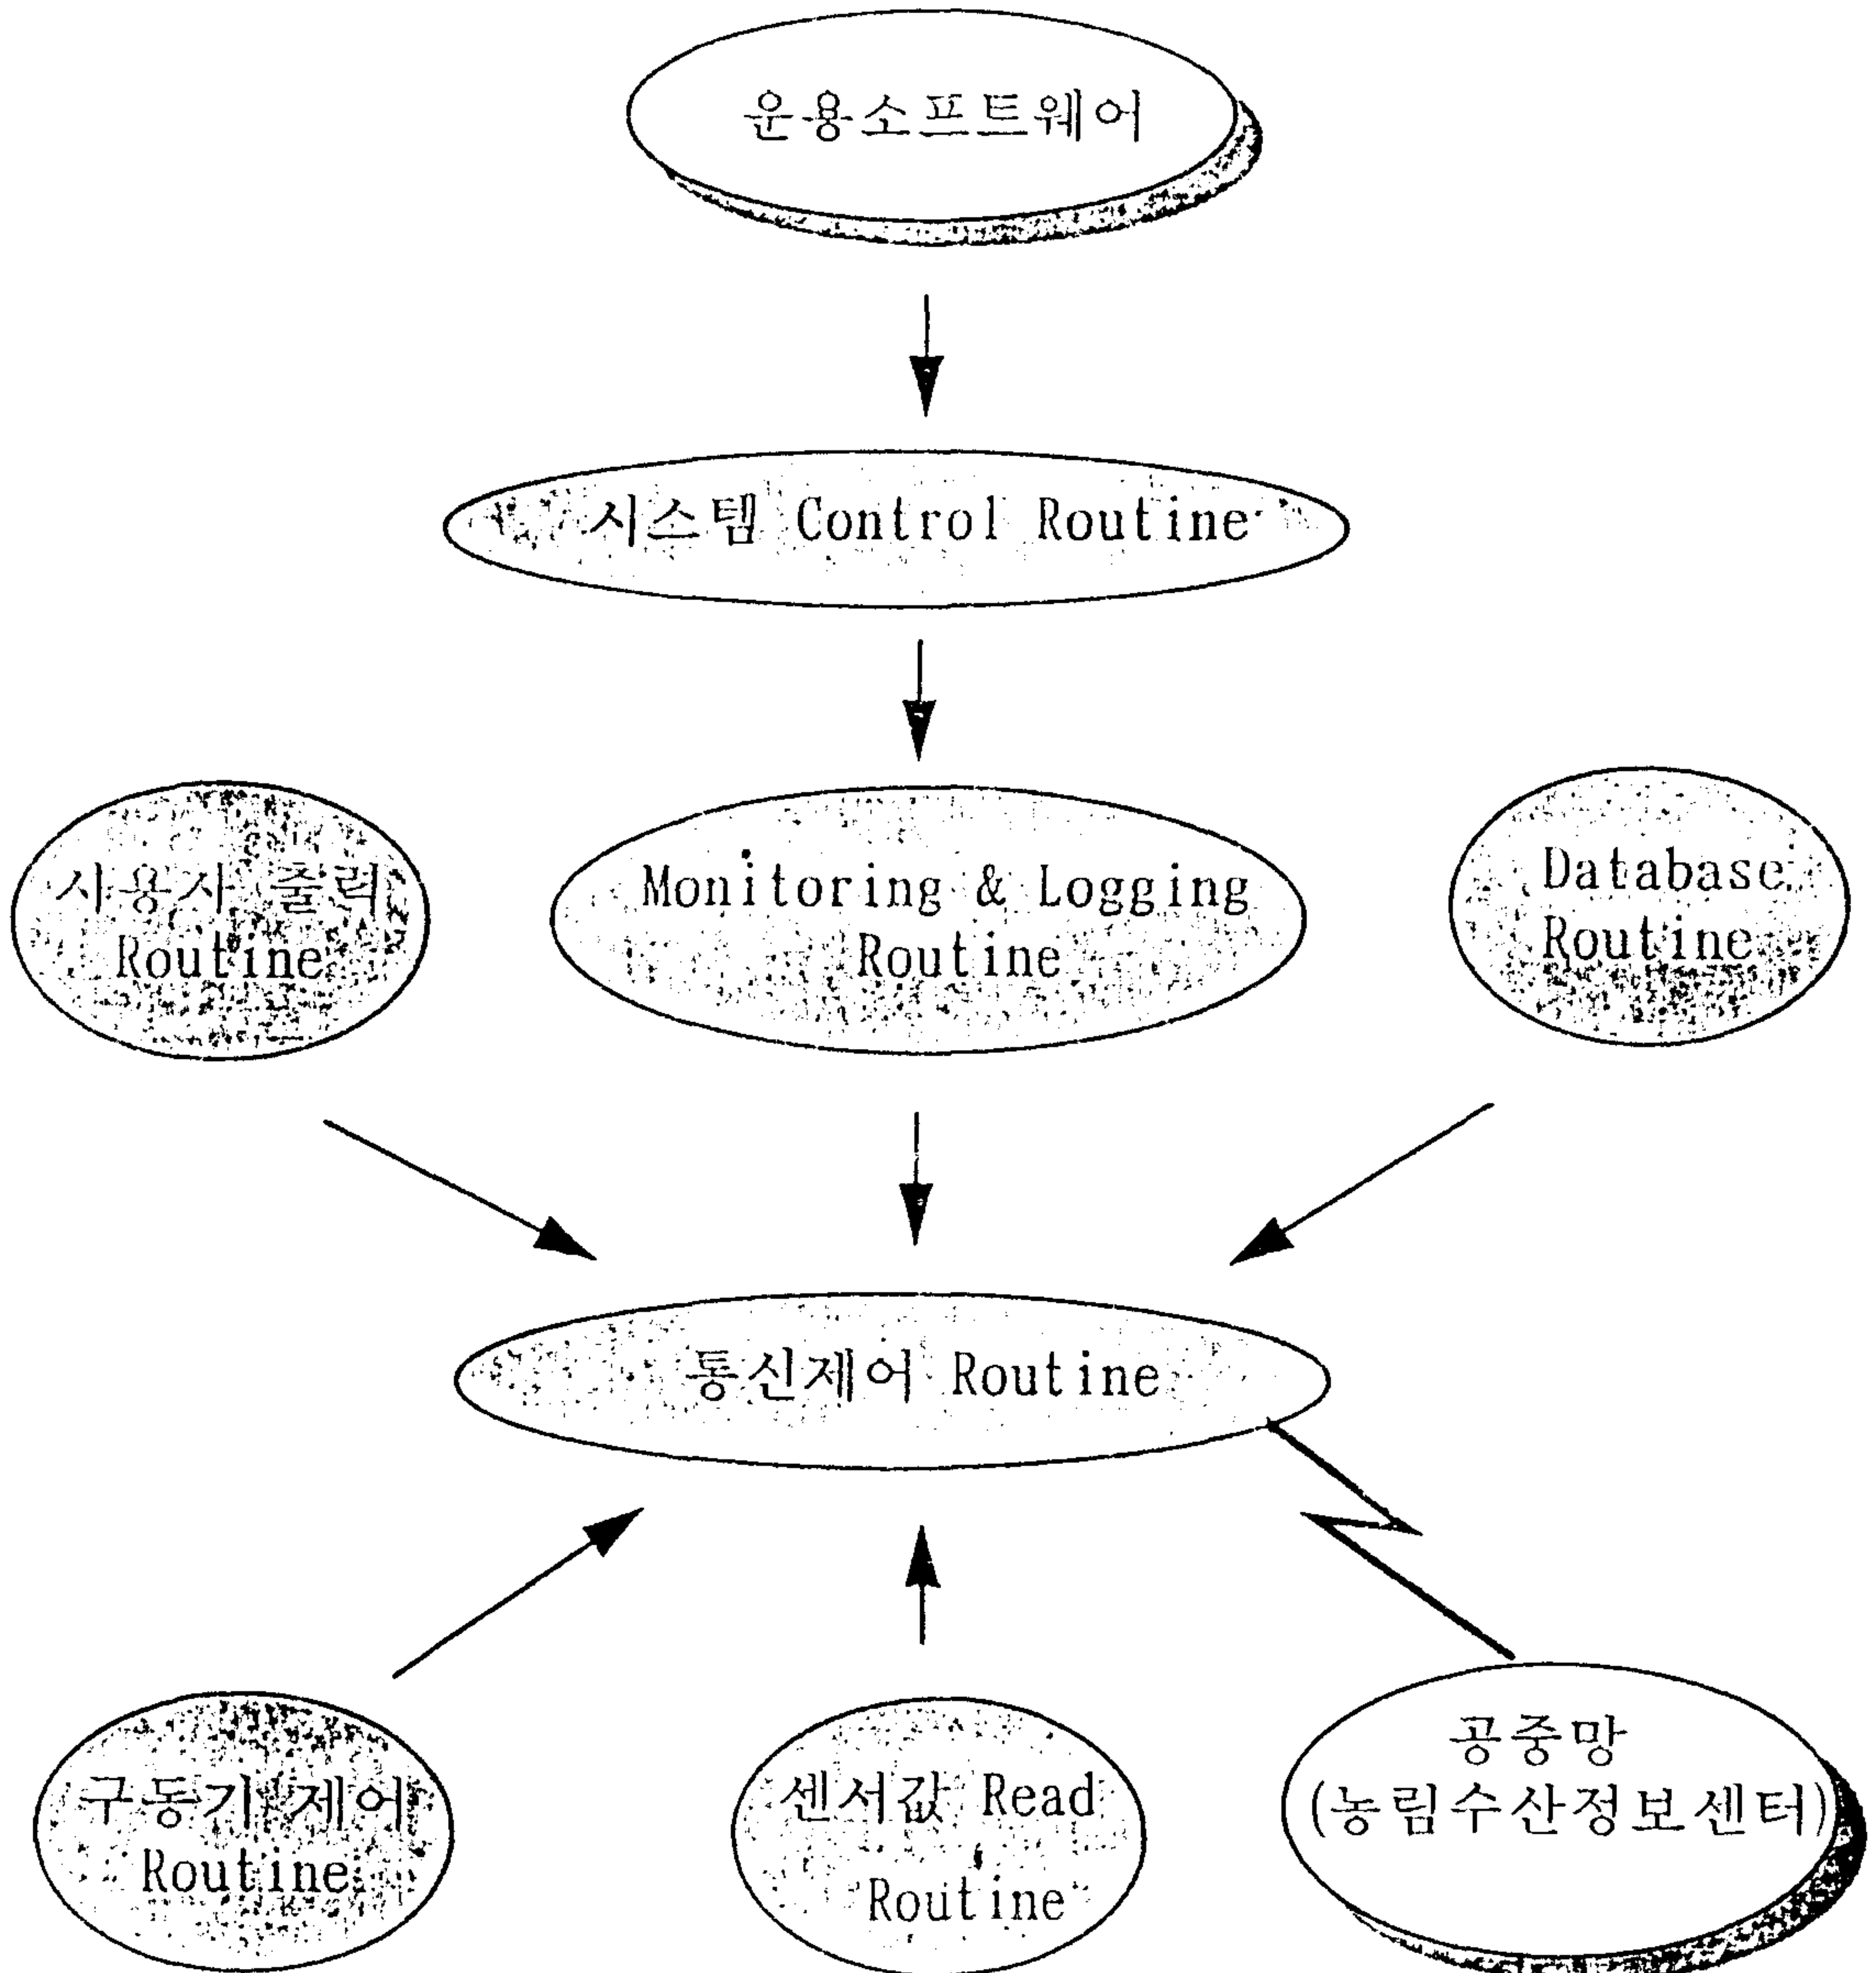 운용소프트웨어
시스템 Control Routine
사용자 출력
Routine
Monitoring & Logging
Routine
Database
Routine
통신제어 Routine
구동기 제어
Routine
센서값 Read
Routine
공중망
(농림수산정보센터)